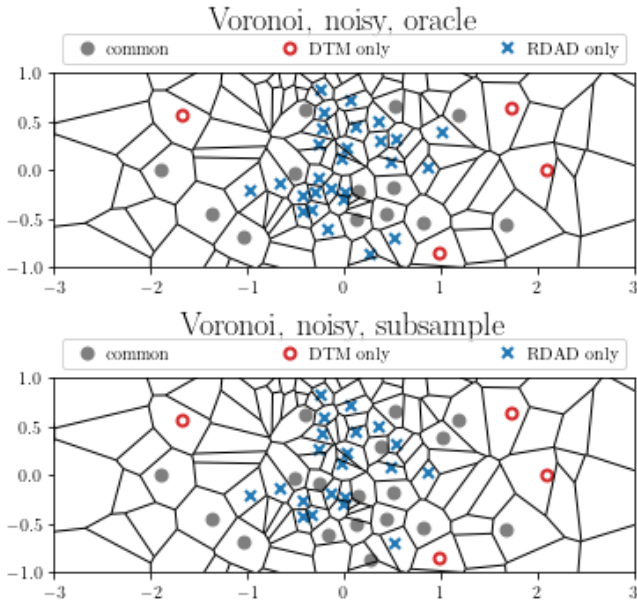 Voronoi, noisy, oracle
common DTM only RDAD only
1.0
0.5
0.0
−0.5
−1.0
−3 −2 −1 0 1 2 3
Voronoi, noisy, subsample
common DTM only RDAD only
1.0
0.5
0.0
−0.5
−1.0
−3 −2 −1 0 1 2 3